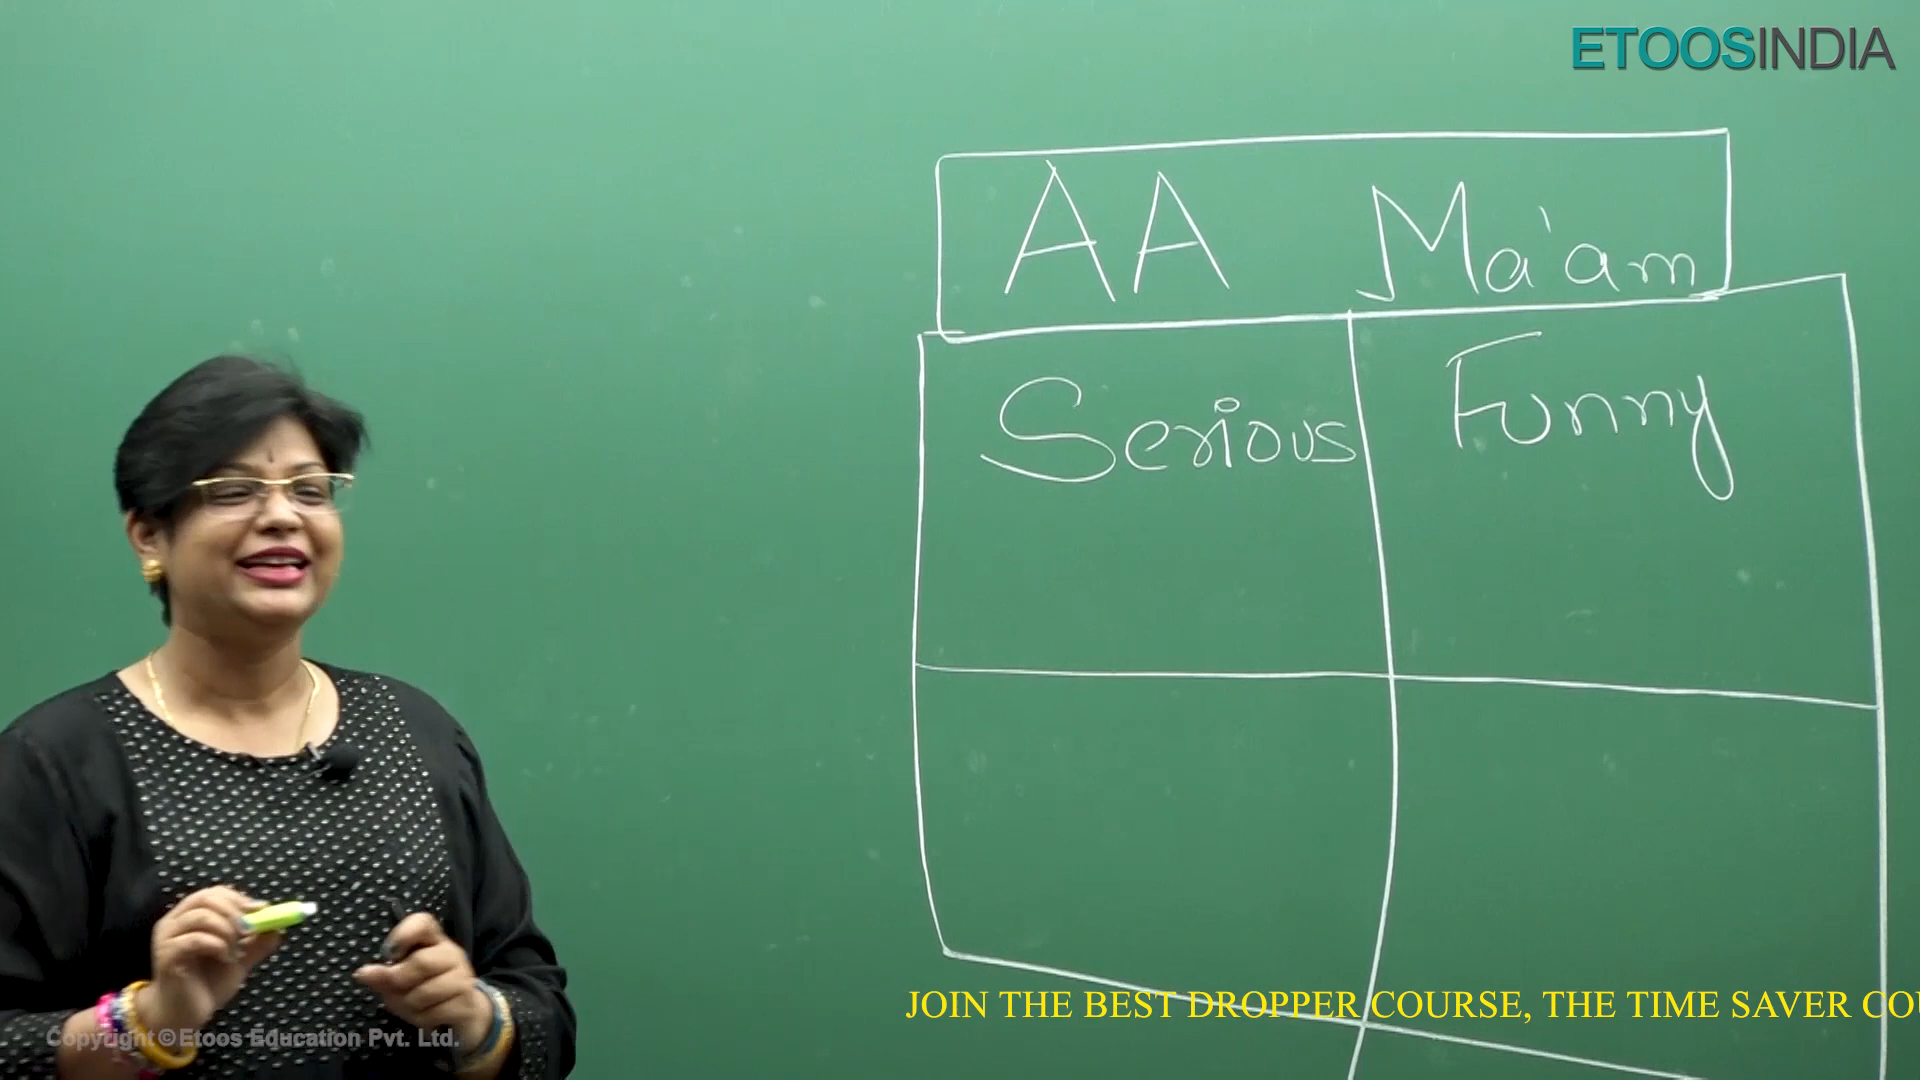 ETOOSINDIA
AA Ma'am
Serious Funny
JOIN THE BEST DROPPER COURSE, THE TIME SAVER COU
Copyright © Etoos Education Pvt. Ltd.